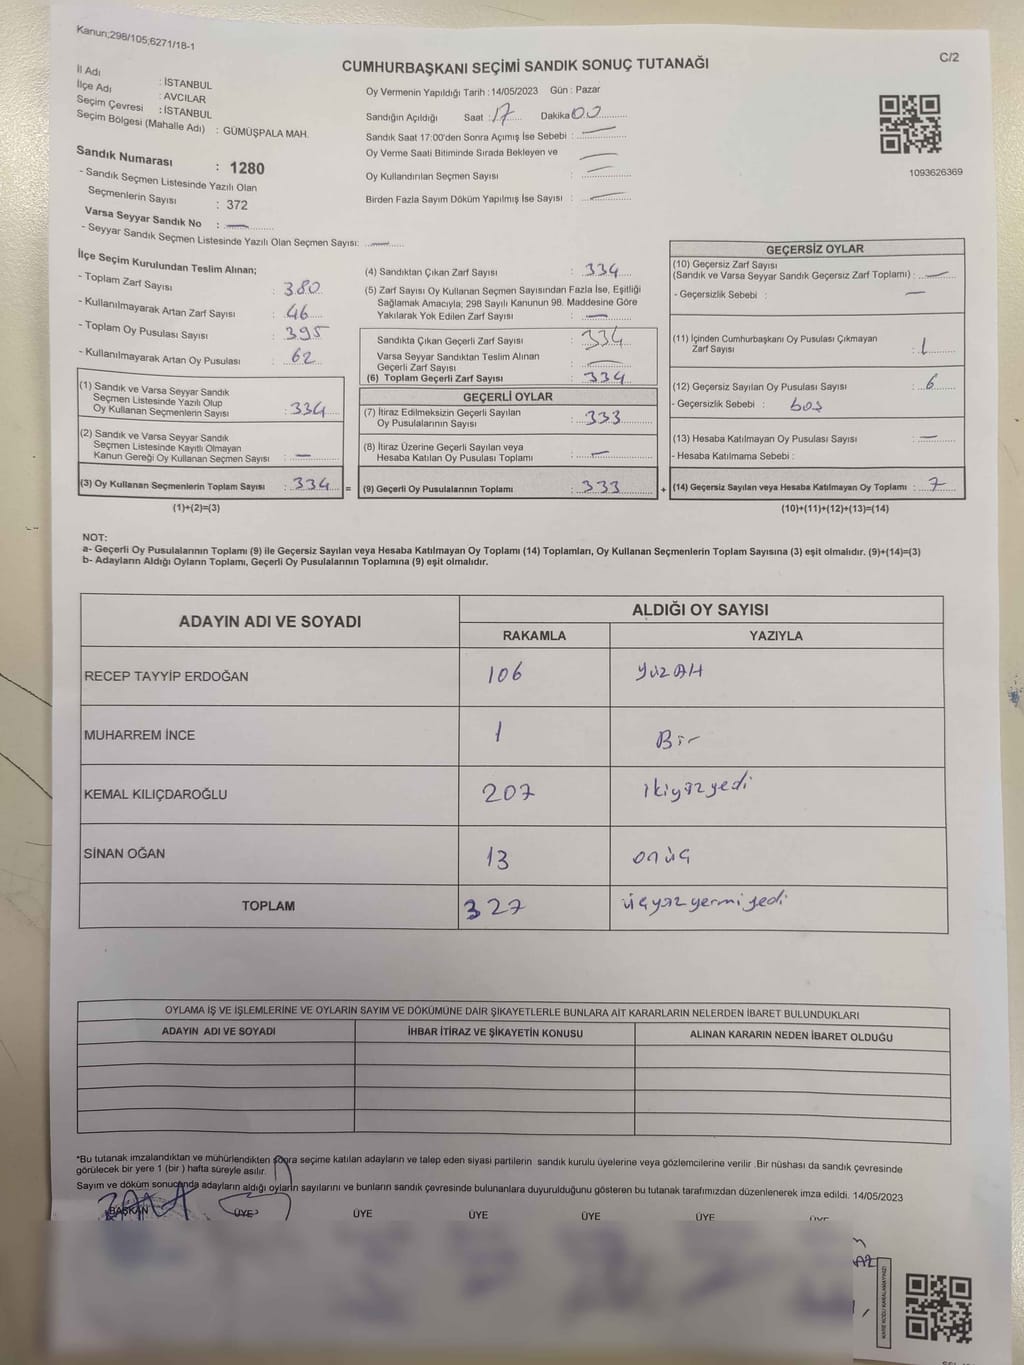 Kanun;298/105;6271/18-1
C/2
CUMHURBAŞKANI SEÇİMİ SANDIK SONUÇ TUTANAĞI
İl Adı : İSTANBUL
İlçe Adı : AVCILAR
Seçim Çevresi : İSTANBUL
Seçim Bölgesi (Mahalle Adı) : GÜMÜŞPALA MAH.
Sandık Numarası : 1280
- Sandık Seçmen Listesinde Yazılı Olan
Seçmenlerin Sayısı : 372
Varsa Seyyar Sandık No : —
- Seyyar Sandık Seçmen Listesinde Yazılı Olan Seçmen Sayısı: —
Oy Vermenin Yapıldığı Tarih : 14/05/2023 Gün : Pazar
Sandığın Açıldığı Saat : 17 Dakika 00
Sandık Saat 17:00'den Sonra Açımış İse Sebebi : —
Oy Verme Saati Bitiminde Sırada Bekleyen ve —
Oy Kullandırılan Seçmen Sayısı : —
Birden Fazla Sayım Döküm Yapılmış İse Sayısı : —
1093626369
İlçe Seçim Kurulundan Teslim Alınan;
- Toplam Zarf Sayısı : 380
- Kullanılmayarak Artan Zarf Sayısı : 46
- Toplam Oy Pusulası Sayısı : 395
- Kullanılmayarak Artan Oy Pusulası : 62
(1) Sandık ve Varsa Seyyar Sandık
Seçmen Listesinde Yazılı Olup
Oy Kullanan Seçmenlerin Sayısı : 334
(2) Sandık ve Varsa Seyyar Sandık
Seçmen Listesinde Kayıtlı Olmayan
Kanun Gereği Oy Kullanan Seçmen Sayısı : —
(3) Oy Kullanan Seçmenlerin Toplam Sayısı : 334 =
(1)+(2)=(3)
(4) Sandıktan Çıkan Zarf Sayısı : 334
(5) Zarf Sayısı Oy Kullanan Seçmen Sayısından Fazla İse, Eşitliği
Sağlamak Amacıyla; 298 Sayılı Kanunun 98. Maddesine Göre
Yakılarak Yok Edilen Zarf Sayısı : —
Sandıkta Çıkan Geçerli Zarf Sayısı : 334
Varsa Seyyar Sandıktan Teslim Alınan
Geçerli Zarf Sayısı : —
(6) Toplam Geçerli Zarf Sayısı : 334
GEÇERLİ OYLAR
(7) İtiraz Edilmeksizin Geçerli Sayılan
Oy Pusulalarının Sayısı : 333
(8) İtiraz Üzerine Geçerli Sayılan veya
Hesaba Katılan Oy Pusulası Toplamı : —
(9) Geçerli Oy Pusulalarının Toplamı : 333 +
GEÇERSİZ OYLAR
(10) Geçersiz Zarf Sayısı
(Sandık ve Varsa Seyyar Sandık Geçersiz Zarf Toplamı) : —
- Geçersizlik Sebebi : —
(11) İçinden Cumhurbaşkanı Oy Pusulası Çıkmayan
Zarf Sayısı : 1
(12) Geçersiz Sayılan Oy Pusulası Sayısı : 6
- Geçersizlik Sebebi : boş
(13) Hesaba Katılmayan Oy Pusulası Sayısı : —
- Hesaba Katılmama Sebebi :
(14) Geçersiz Sayılan veya Hesaba Katılmayan Oy Toplamı : 7
(10)+(11)+(12)+(13)=(14)
NOT:
a- Geçerli Oy Pusulalarının Toplamı (9) ile Geçersiz Sayılan veya Hesaba Katılmayan Oy Toplamı (14) Toplamları, Oy Kullanan Seçmenlerin Toplam Sayısına (3) eşit olmalıdır. (9)+(14)=(3)
b- Adayların Aldığı Oyların Toplamı, Geçerli Oy Pusulalarının Toplamına (9) eşit olmalıdır.
ADAYIN ADI VE SOYADI ALDIĞI OY SAYISI
RAKAMLA YAZIYLA
RECEP TAYYİP ERDOĞAN 106 yüz altı
MUHARREM İNCE 1 Bir
KEMAL KILIÇDAROĞLU 207 ikiyüzyedi
SİNAN OĞAN 13 onüç
TOPLAM 327 üçyüzyermiyedi
OYLAMA İŞ VE İŞLEMLERİNE VE OYLARIN SAYIM VE DÖKÜMÜNE DAİR ŞİKAYETLERLE BUNLARA AİT KARARLARIN NELERDEN İBARET BULUNDUKLARI
ADAYIN ADI VE SOYADI İHBAR İTİRAZ VE ŞİKAYETİN KONUSU ALINAN KARARIN NEDEN İBARET OLDUĞU
*Bu tutanak imzalandıktan ve mühürlendikten sonra seçime katılan adayların ve talep eden siyasi partilerin sandık kurulu üyelerine veya gözlemcilerine verilir .Bir nüshası da sandık çevresinde
görülecek bir yere 1 (bir ) hafta süreyle asılır.
Sayım ve döküm sonucunda adayların aldığı oyların sayılarını ve bunların sandık çevresinde bulunanlara duyurulduğunu gösteren bu tutanak tarafımızdan düzenlenerek imza edildi. 14/05/2023
BAŞKAN ÜYE ÜYE ÜYE ÜYE ÜYE ÜYE